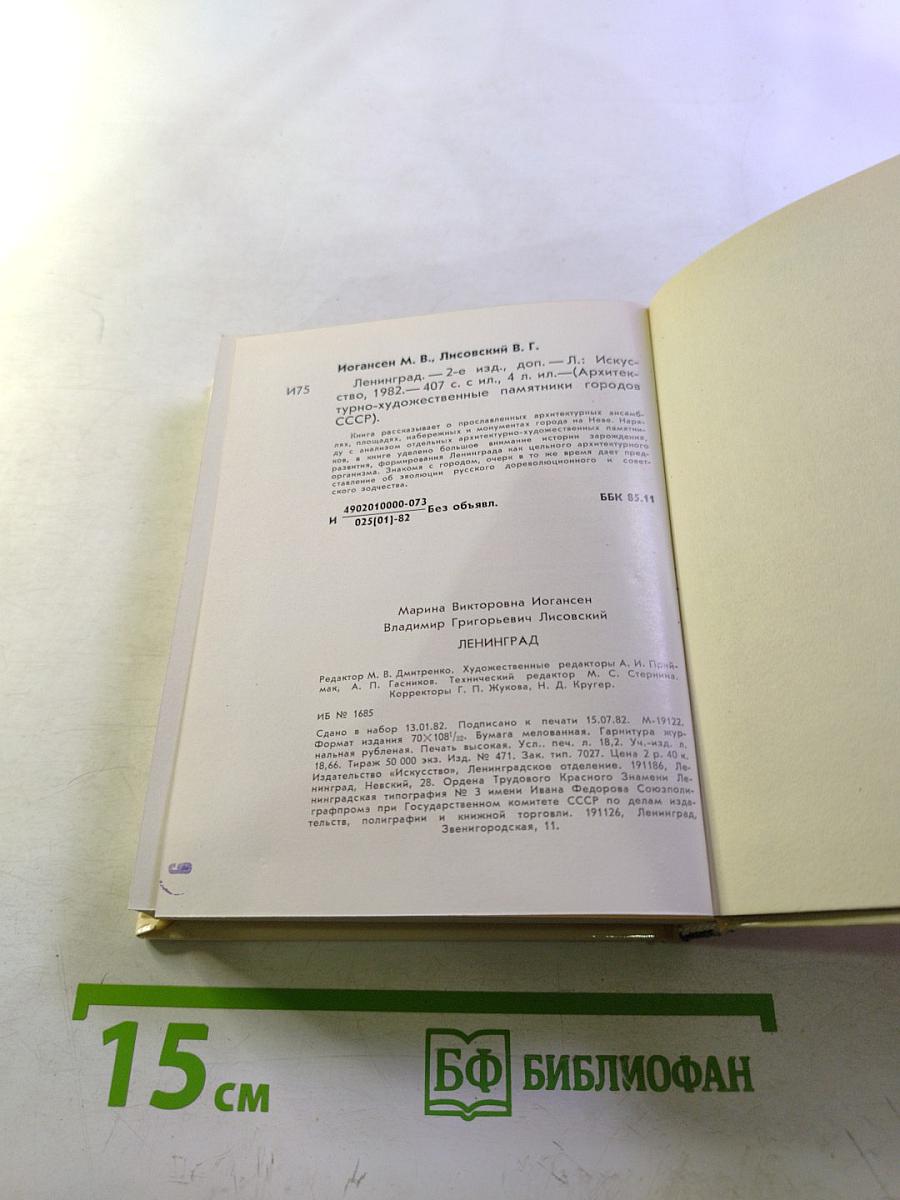 Иогансен М. В., Лисовский В. Г.
И75
Ленинград. — 2-е изд., доп. — Л.: Искус-
ство, 1982.— 407 с. с ил., 4 л. ил.—(Архитек-
турно-художественные памятники городов
СССР).
Книга рассказывает о прославленных архитектурных ансамб-
лях, площадях, набережных и монументах города на Неве. Наря-
ду с анализом отдельных архитектурно-художественных памятни-
ков, в книге уделено большое внимание истории зарождения,
развития, формирования Ленинграда как цельного архитектурного
организма. Знакомя с городом, очерк в то же время дает пред-
ставление об эволюции русского дореволюционного и совет-
ского зодчества.
И 4902010000-073 Без объявл.
025(01)-82
ББК 85.11
Марина Викторовна Иогансен
Владимир Григорьевич Лисовский
ЛЕНИНГРАД
Редактор М. В. Дмитренко. Художественные редакторы А. И. Прий-
мак, А. П. Гасников. Технический редактор М. С. Стернина.
Корректоры Г. П. Жукова, Н. Д. Кругер.
ИБ № 1685
Сдано в набор 13.01.82. Подписано к печати 15.07.82. М-19122.
Формат издания 70×108¹/₃₂. Бумага мелованная. Гарнитура жур-
нальная рубленая. Печать высокая. Усл.. печ. л. 18,2. Уч.-изд. л.
18,66. Тираж 50 000 экз. Изд. № 471. Зак. тип. 7027. Цена 2 р. 40 к.
Издательство «Искусство», Ленинградское отделение. 191186, Ле-
нинград, Невский, 28. Ордена Трудового Красного Знамени Ле-
нинградская типография № 3 имени Ивана Федорова Союзполи-
графпрома при Государственном комитете СССР по делам изда-
тельств, полиграфии и книжной торговли. 191126, Ленинград,
Звенигородская, 11.
15 см
БФ БИБЛИОФАН